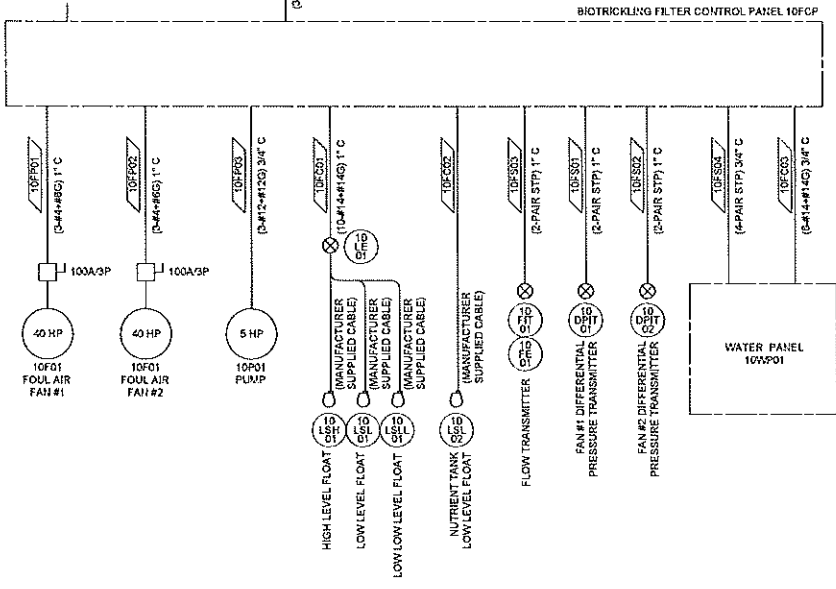 BIOTRICKLING FILTER CONTROL PANEL 10FCP
10FP01
(3-#4+#8G) 1" C
10FP02
(3-#4+#6G) 1" C
10FP03
(3-#12+#12G) 3/4" C
10FC01
(10-#14+#14G) 1" C
10FC02
10FS03
(2-PAIR STP) 1" C
10FS01
(2-PAIR STP) 1" C
10FS02
(2-PAIR STP) 1" C
10FS04
(4-PAIR STP) 3/4" C
10FC03
(6-#14+#14G) 3/4" C
10
LE
01
100A/3P
100A/3P
40 HP
10F01
FOUL AIR
FAN #1
40 HP
10F01
FOUL AIR
FAN #2
5 HP
10P01
PUMP
(MANUFACTURER
SUPPLIED CABLE)
(MANUFACTURER
SUPPLIED CABLE)
(MANUFACTURER
SUPPLIED CABLE)
(MANUFACTURER
SUPPLIED CABLE)
10
LSH
01
HIGH LEVEL FLOAT
10
LSL
01
LOW LEVEL FLOAT
10
LSLL
01
LOW LOW LEVEL FLOAT
10
LSL
02
NUTRIENT TANK
LOW LEVEL FLOAT
10
FIT
01
10
FE
01
FLOW TRANSMITTER
10
DPIT
01
FAN #1 DIFFERENTIAL
PRESSURE TRANSMITTER
10
DPIT
02
FAN #2 DIFFERENTIAL
PRESSURE TRANSMITTER
WATER PANEL
10WP01